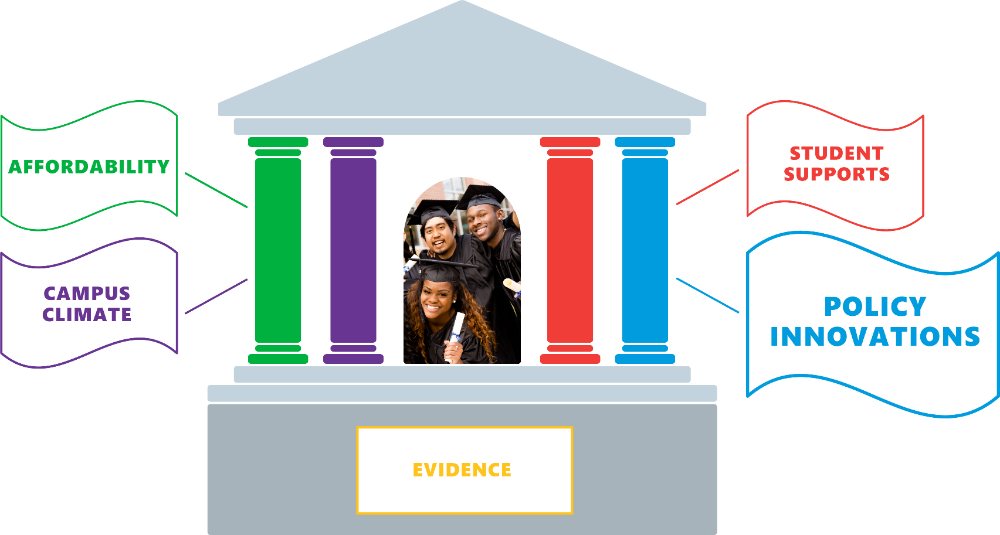 AFFORDABILITY
CAMPUS
CLIMATE
STUDENT
SUPPORTS
POLICY
INNOVATIONS
EVIDENCE